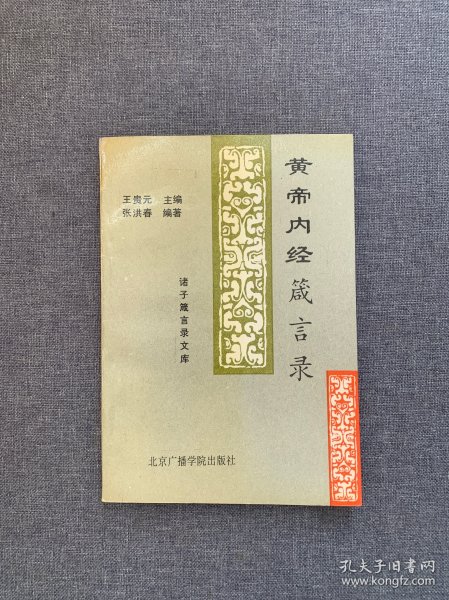 黄帝内经箴言录
王贵元 主编
张洪春 编著
诸子箴言录文库
北京广播学院出版社
孔夫子旧书网
www.kongfz.com